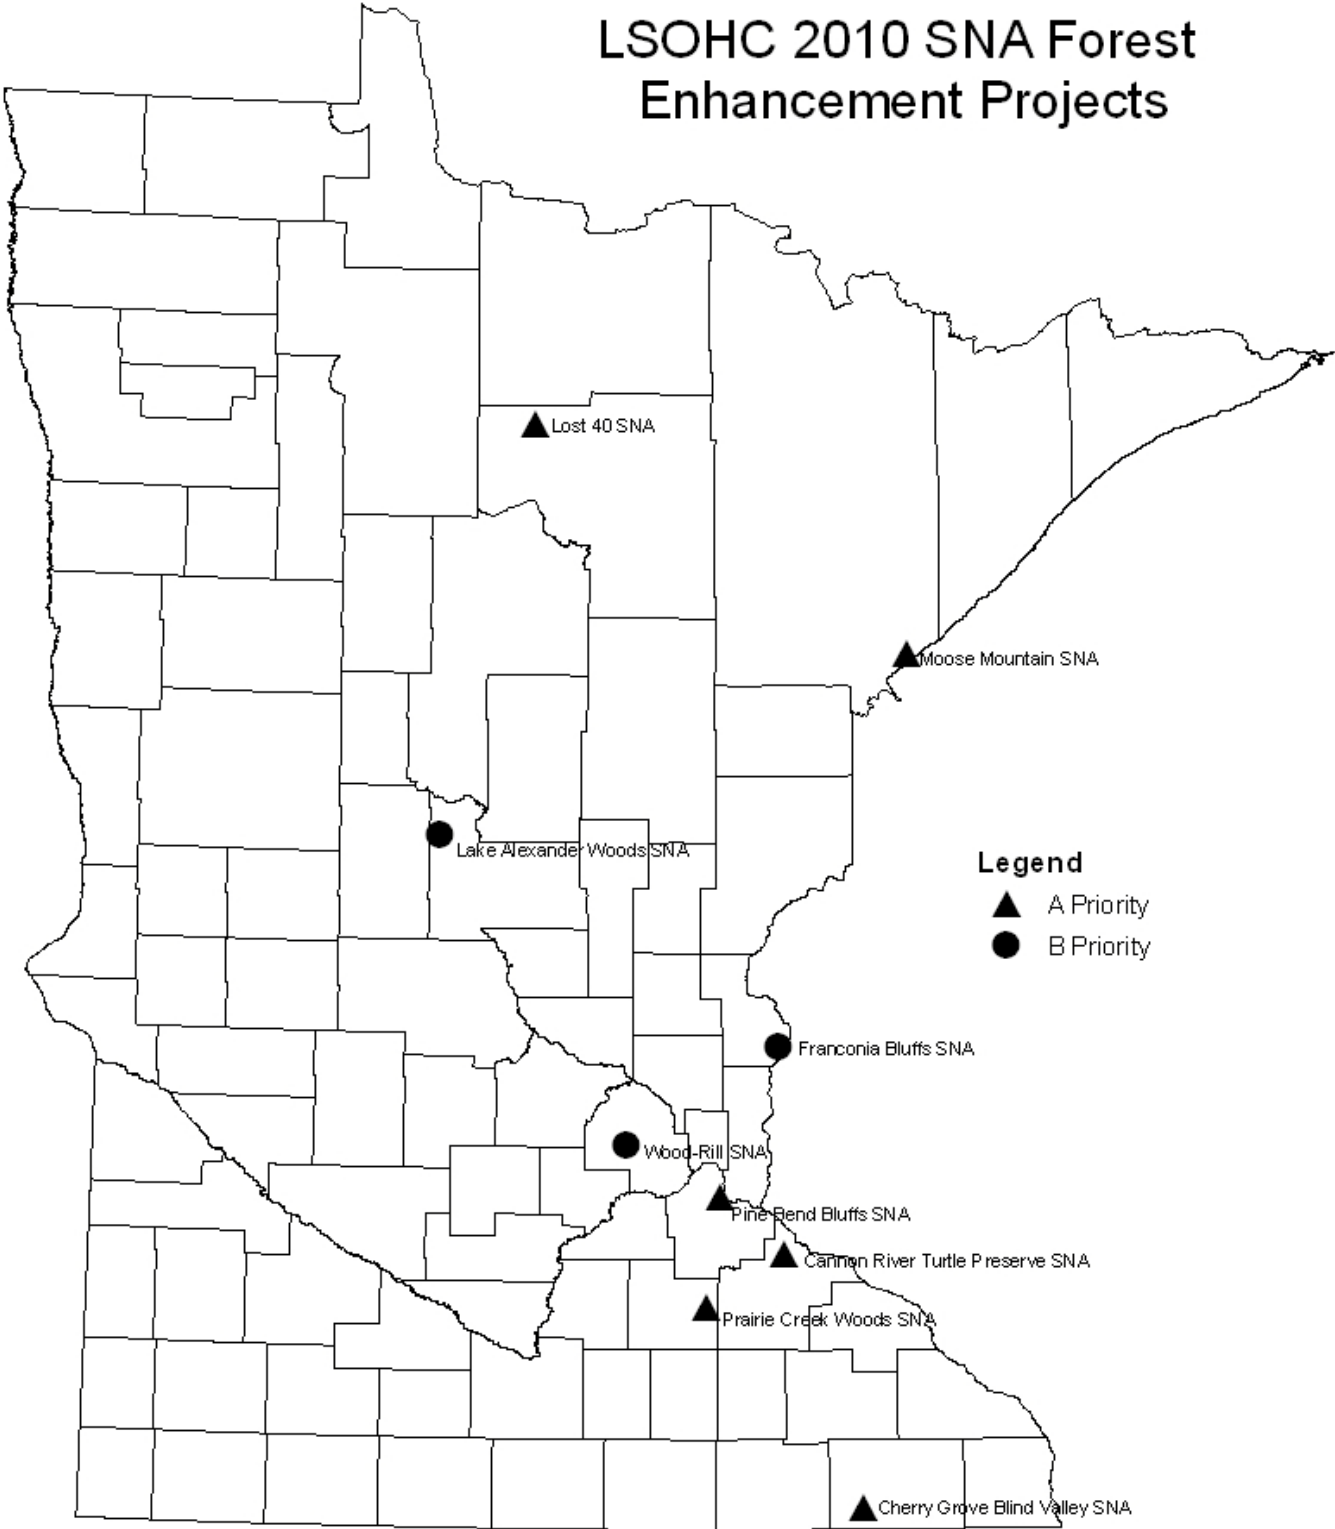 LSOHC 2010 SNA Forest
Enhancement Projects
Lost 40 SNA
Moose Mountain SNA
Lake Alexander Woods SNA
Legend
A Priority
B Priority
Franconia Bluffs SNA
Wood-Rill SNA
Pine Bend Bluffs SNA
Cannon River Turtle Preserve SNA
Prairie Creek Woods SNA
Cherry Grove Blind Valley SNA